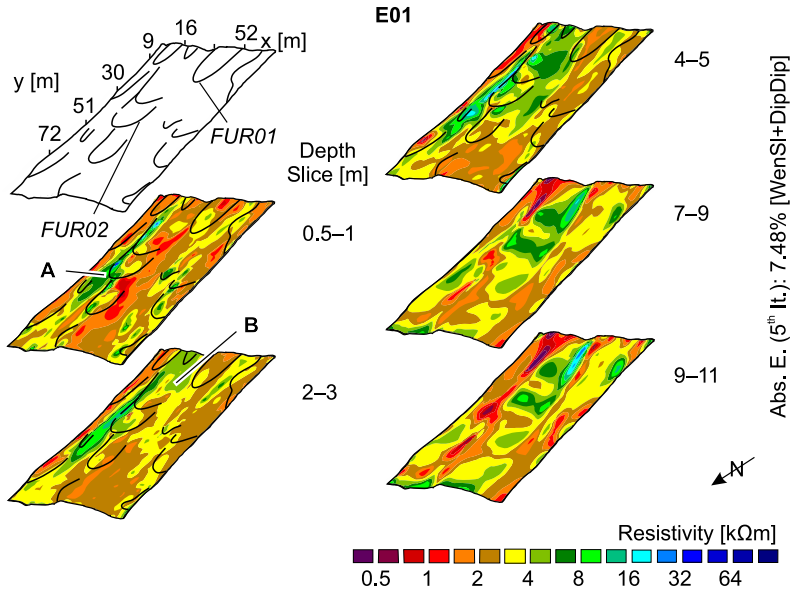 E01
9 16 52 x [m]
y [m] 30
51
72
FUR01
FUR02
Depth
Slice [m]
A
0.5–1
B
2–3
4–5
7–9
9–11
Abs. E. (5th It.): 7.48% [WenSl+DipDip]
N
Resistivity [kΩm]
0.5 1 2 4 8 16 32 64